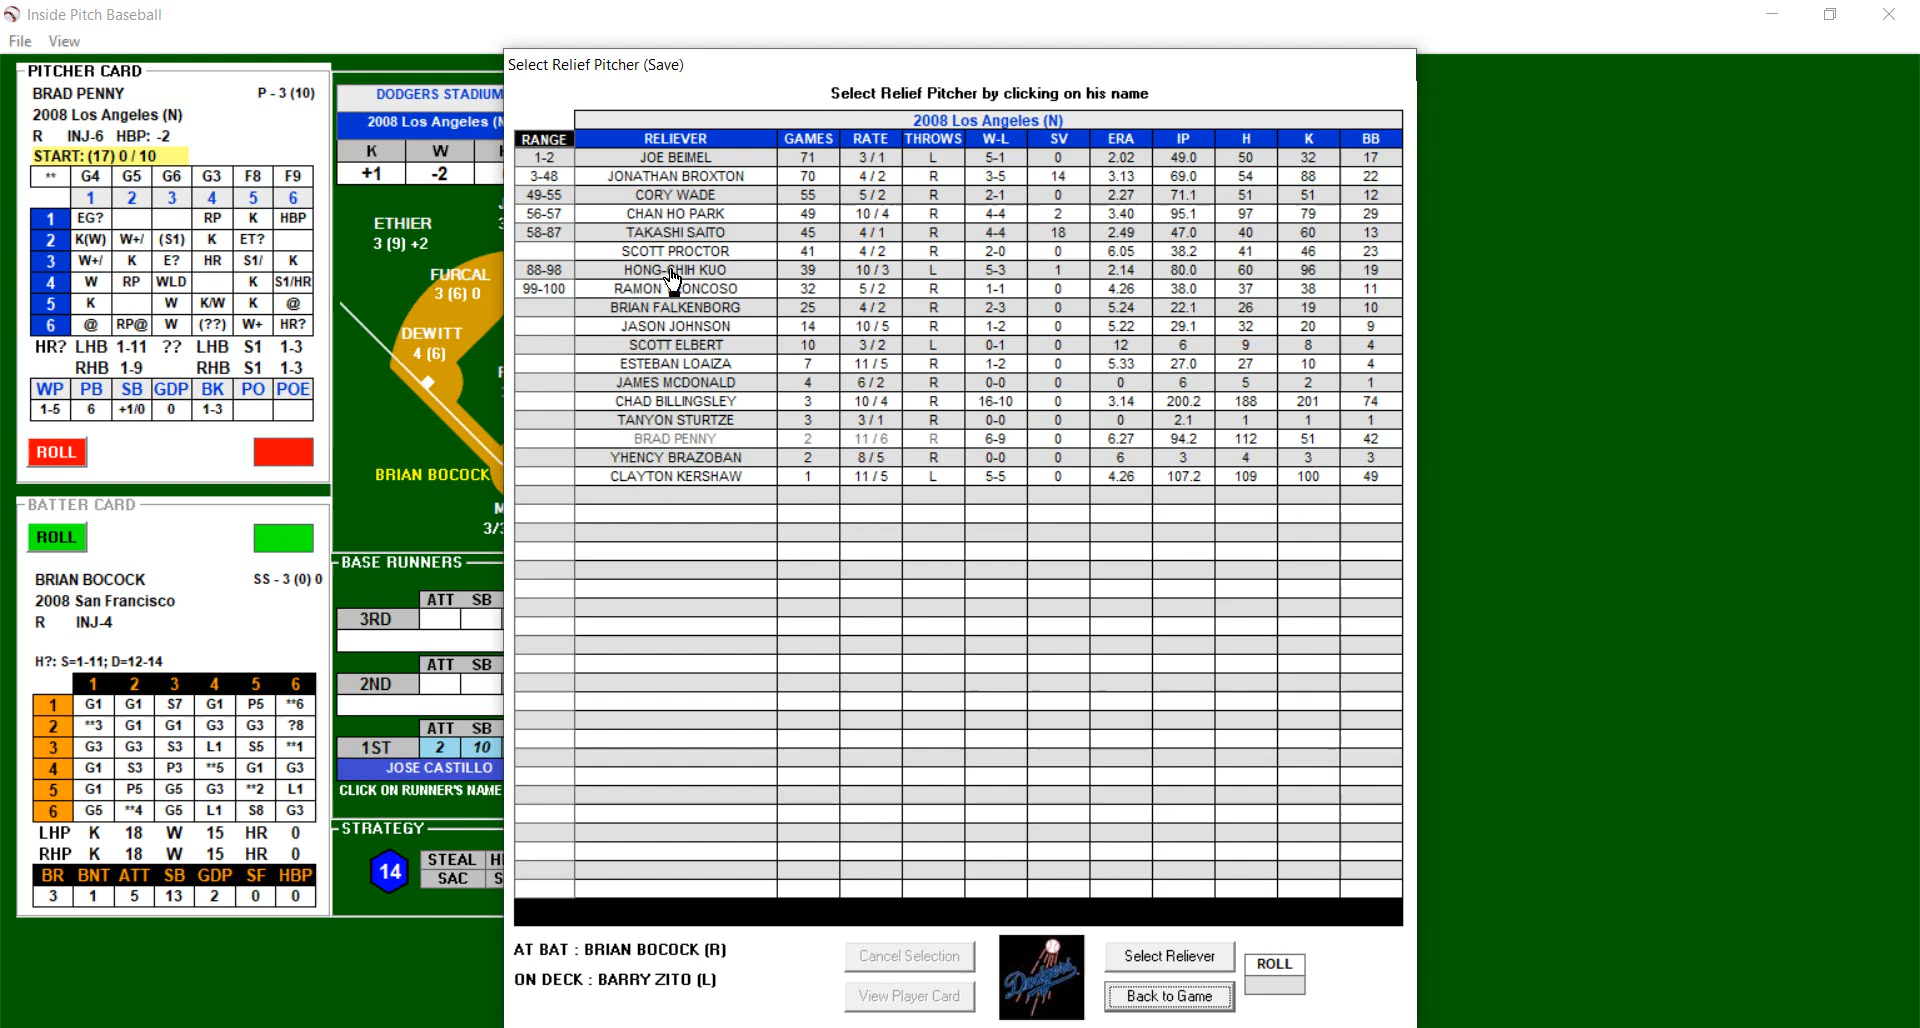 Inside Pitch Baseball
File View
PITCHER CARD
BRAD PENNY P - 3 (10)
2008 Los Angeles (N)
R INJ-6 HBP: -2
START: (17) 0 / 10
** G4 G5 G6 G3 F8 F9
1 2 3 4 5 6
1 EG? RP K HBP
2 K(W) W+/ (S1) K ET?
3 W+/ K E? HR S1/ K
4 W RP WLD K S1/HR
5 K W K/W K @
6 @ RP@ W (??) W+ HR?
HR? LHB 1-11 ?? LHB S1 1-3
RHB 1-9 RHB S1 1-3
WP PB SB GDP BK PO POE
1-5 6 +1/0 0 1-3
ROLL
BATTER CARD
ROLL
BRIAN BOCOCK SS - 3 (0) 0
2008 San Francisco
R INJ-4
H?: S=1-11; D=12-14
1 2 3 4 5 6
1 G1 G1 S7 G1 P5 **6
2 **3 G1 G1 G3 G3 ?8
3 G3 G3 S3 L1 S5 **1
4 G1 S3 P3 **5 G1 G3
5 G1 P5 G5 G3 **2 L1
6 G5 **4 G5 L1 S8 G3
LHP K 18 W 15 HR 0
RHP K 18 W 15 HR 0
BR BNT ATT SB GDP SF HBP
3 1 5 13 2 0 0
DODGERS STADIUM
2008 Los Angeles (N
K W
+1 -2
ETHIER
3 (9) +2
FURCAL
3 (6) 0
DEWITT
4 (6)
BRIAN BOCOCK
BASE RUNNERS
ATT SB
3RD
ATT SB
2ND
ATT SB
1ST 2 10
JOSE CASTILLO
CLICK ON RUNNER'S NAME
STRATEGY
14 STEAL
SAC
Select Relief Pitcher (Save)
Select Relief Pitcher by clicking on his name
2008 Los Angeles (N)
RANGE RELIEVER GAMES RATE THROWS W-L SV ERA IP H K BB
1-2 JOE BEIMEL 71 3 / 1 L 5-1 0 2.02 49.0 50 32 17
3-48 JONATHAN BROXTON 70 4 / 2 R 3-5 14 3.13 69.0 54 88 22
49-55 CORY WADE 55 5 / 2 R 2-1 0 2.27 71.1 51 51 12
56-57 CHAN HO PARK 49 10 / 4 R 4-4 2 3.40 95.1 97 79 29
58-87 TAKASHI SAITO 45 4 / 1 R 4-4 18 2.49 47.0 40 60 13
SCOTT PROCTOR 41 4 / 2 R 2-0 0 6.05 38.2 41 46 23
88-98 HONG-CHIH KUO 39 10 / 3 L 5-3 1 2.14 80.0 60 96 19
99-100 RAMON TRONCOSO 32 5 / 2 R 1-1 0 4.26 38.0 37 38 11
BRIAN FALKENBORG 25 4 / 2 R 2-3 0 5.24 22.1 26 19 10
JASON JOHNSON 14 10 / 5 R 1-2 0 5.22 29.1 32 20 9
SCOTT ELBERT 10 3 / 2 L 0-1 0 12 6 9 8 4
ESTEBAN LOAIZA 7 11 / 5 R 1-2 0 5.33 27.0 27 10 4
JAMES MCDONALD 4 6 / 2 R 0-0 0 0 6 5 2 1
CHAD BILLINGSLEY 3 10 / 4 R 16-10 0 3.14 200.2 188 201 74
TANYON STURTZE 3 3 / 1 R 0-0 0 0 2.1 1 1 1
BRAD PENNY 2 11 / 6 R 6-9 0 6.27 94.2 112 51 42
YHENCY BRAZOBAN 2 8 / 5 R 0-0 0 6 3 4 3 3
CLAYTON KERSHAW 1 11 / 5 L 5-5 0 4.26 107.2 109 100 49
AT BAT : BRIAN BOCOCK (R)
ON DECK : BARRY ZITO (L)
Cancel Selection
View Player Card
Dodgers
Select Reliever
Back to Game
ROLL